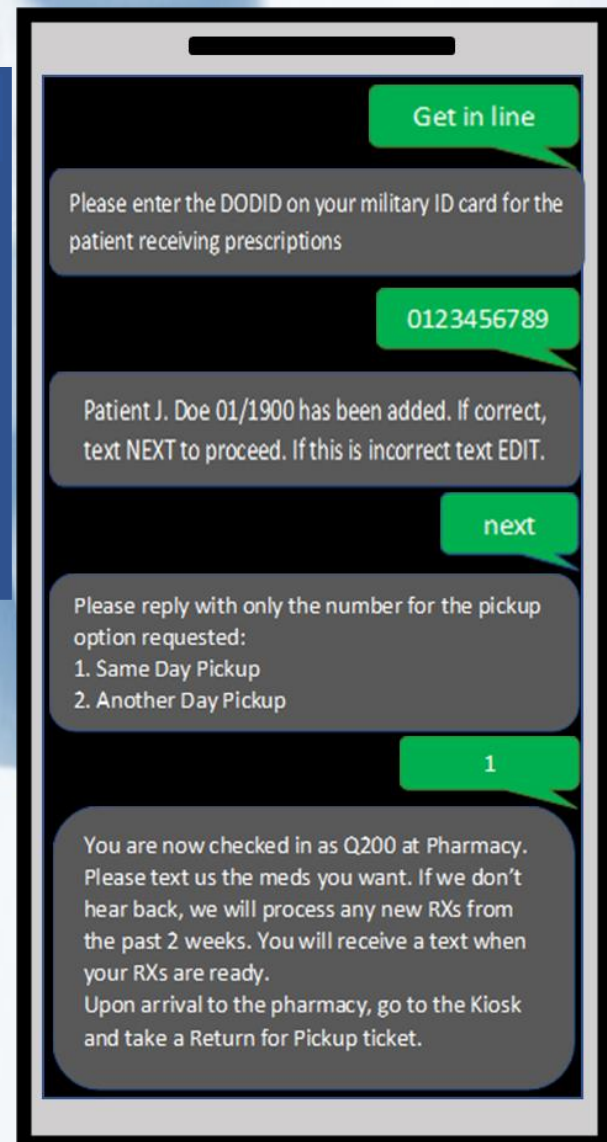 Get in line
Please enter the DODID on your military ID card for the
patient receiving prescriptions
0123456789
Patient J. Doe 01/1900 has been added. If correct,
text NEXT to proceed. If this is incorrect text EDIT.
next
Please reply with only the number for the pickup
option requested:
1. Same Day Pickup
2. Another Day Pickup
1
You are now checked in as Q200 at Pharmacy.
Please text us the meds you want. If we don’t
hear back, we will process any new RXs from
the past 2 weeks. You will receive a text when
your RXs are ready.
Upon arrival to the pharmacy, go to the Kiosk
and take a Return for Pickup ticket.